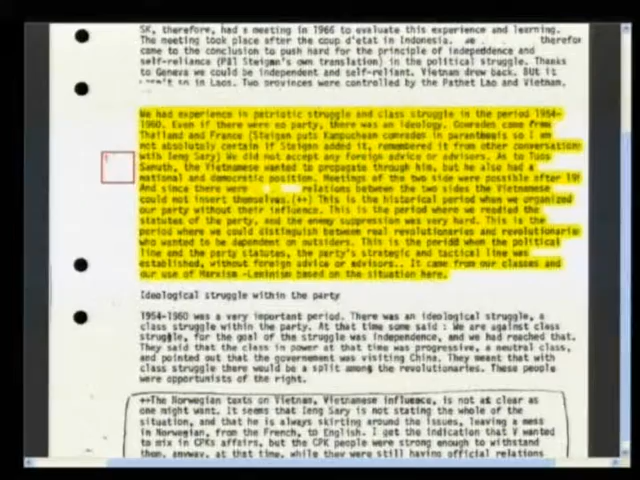 SK, therefore, had a meeting in 1966 to evaluate this experience and learning.
The meeting took place after the coup d'etat in Indonesia. we therefor
came to the conclusion to push hard for the principle of independence and
self-reliance (P81 Steigan's own translation) in the political struggle. Thanks
to Geneva we could be independent and self-reliant. Vietnam drew back. But it
so in Laos. Two provinces were controlled by the Pathet Lao and Vietnam.
We had experience in patriotic struggle and class struggle in the period 1954-
1960. Even if there were no party, there was an ideology. Comrades came from
Thailand and France (Steigan puts Kampuchean comrades in parenthesis so I am
not absolutely certain if Steigan added it, remembered it from other conversations
with Ieng Sary) We did not accept any foreign advice or advisors. As to Tuos
Samuth, the Vietnamese wanted to propagate through him, but he also had a
national and democratic position. Meetings of the two side were possible after 19
And since there were relations between the two sides the Vietnamese
could not insert themselves.(++) This is the historical period when we organized
our party without their influence. This is the period where we readied the
statutes of the party, and the enemy suppression was very hard. This is the
period where we could distinguish between real revolutionaries and revolutionarie
who wanted to be dependent on outsiders. This is the period when the political
line and the party statutes, the party's strategic and tactical line was
established, without foreign advice or advisors.. It came from our classes and
our use of Marxism -Leninism based on the situation here.
Ideological struggle within the party
1954-1960 was a very important period. There was an ideological struggle, a
class struggle within the party. At that time some said : We are against class
struggle, for the goal of the struggle was independence, and we had reached that.
They said that the class in power at that time was progressive, a neutral class,
and pointed out that the governement was visiting China. They meant that with
class struggle there would be a split among the revolutionaries. These people
were opportunists of the right.
++The Norwegian texts on Vietnam, Vietnamese influence, is not at clear as
one might want. It seems that Ieng Sary is not stating the whole of the
situation, and that he is always skirting around the issues, leaving a mess
in Norwegian, from the French, to English. I get the indication that V wanted
to mix in CPKs affairs, but the CPK people were strong enough to withstand
them, anyway, at that time, while they were still having official relations